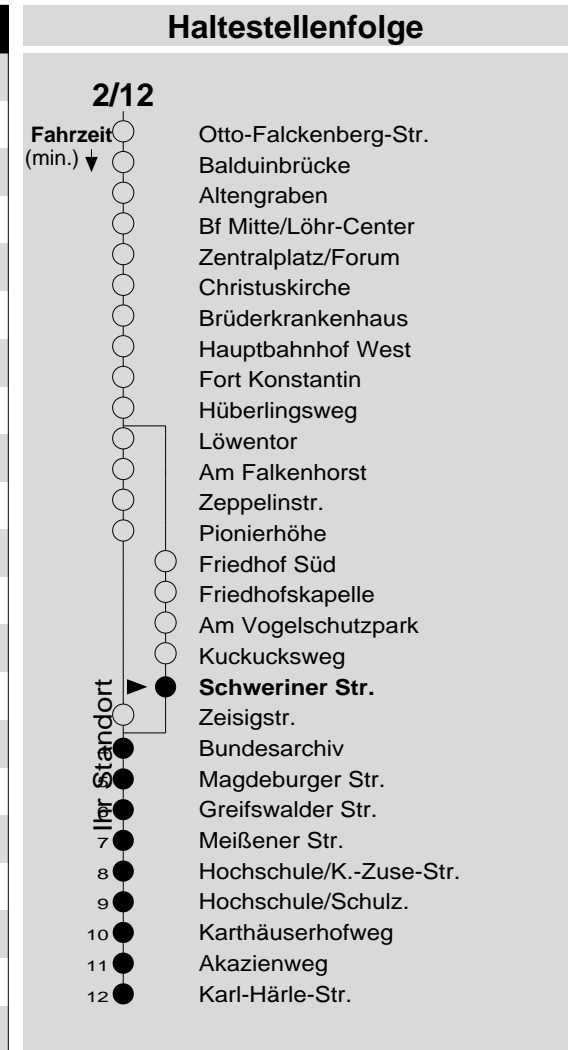 Haltestellenfolge
2/12
Fahrzeit
(min.)
Otto-Falckenberg-Str.
Balduinbrücke
Altengraben
Bf Mitte/Löhr-Center
Zentralplatz/Forum
Christuskirche
Brüderkrankenhaus
Hauptbahnhof West
Fort Konstantin
Hüberlingsweg
Löwentor
Am Falkenhorst
Zeppelinstr.
Pionierhöhe
Friedhof Süd
Friedhofskapelle
Am Vogelschutzpark
Kuckucksweg
Ihr Standort
Schweriner Str.
Zeisigstr.
Bundesarchiv
Magdeburger Str.
Greifswalder Str.
7 Meißener Str.
8 Hochschule/K.-Zuse-Str.
9 Hochschule/Schulz.
10 Karthäuserhofweg
11 Akazienweg
12 Karl-Härle-Str.